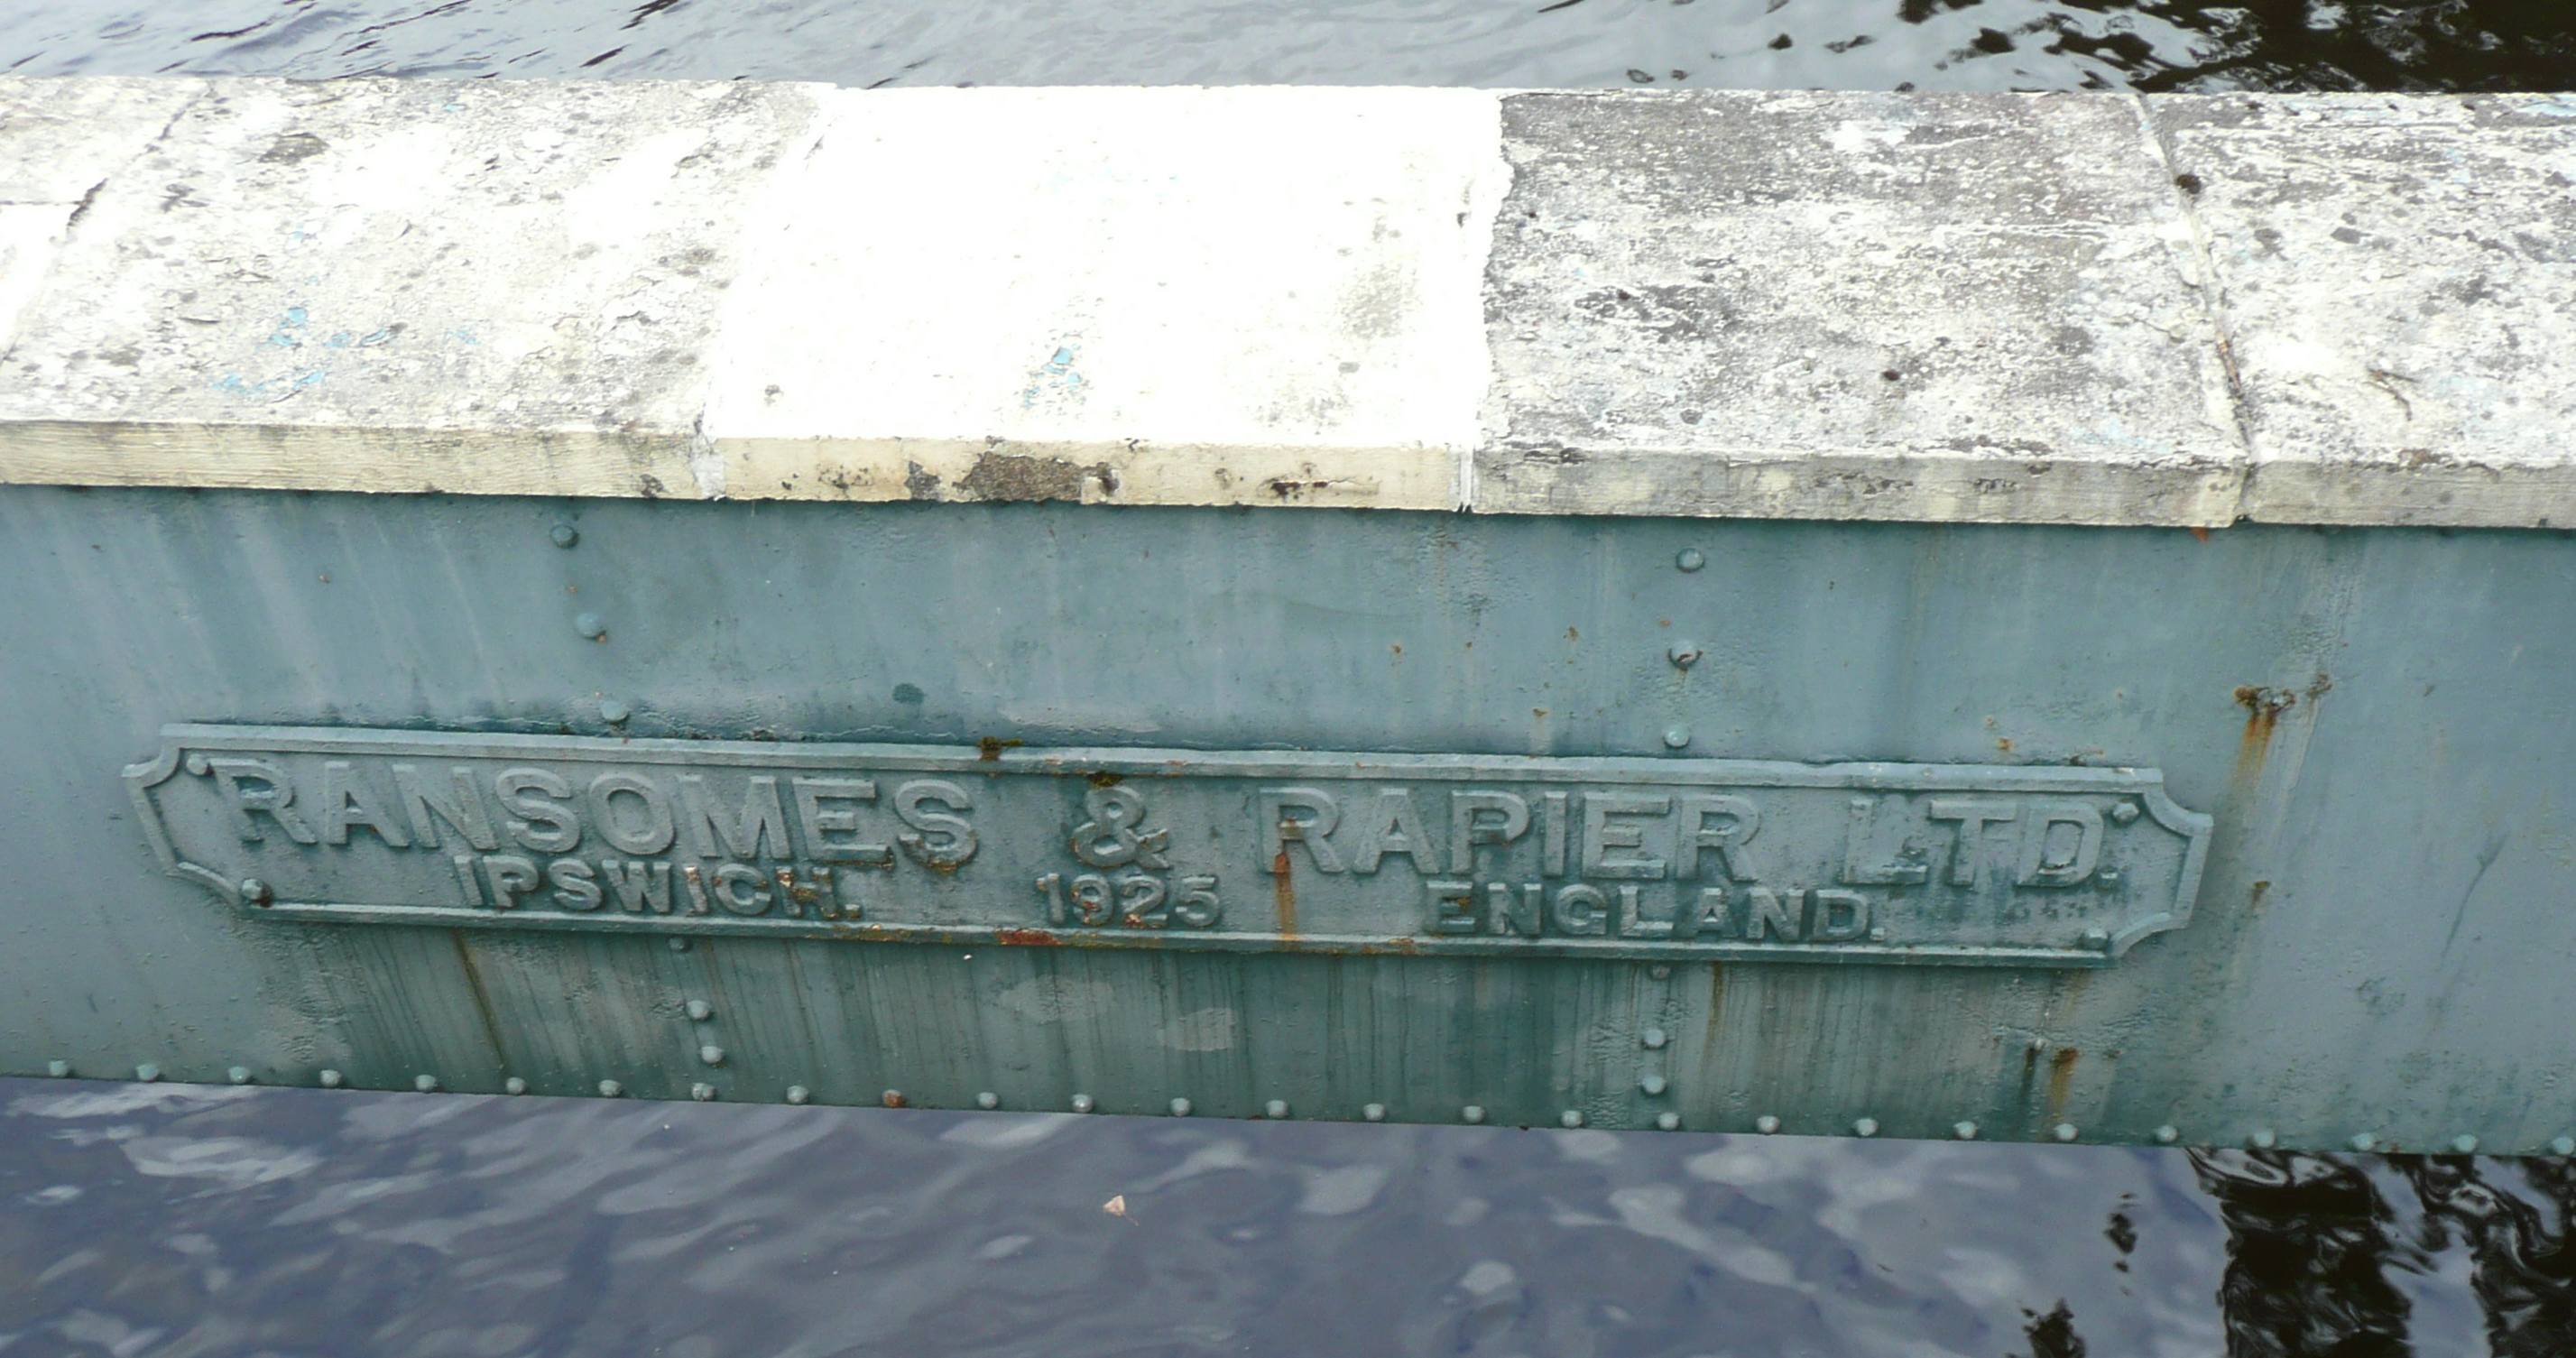 RANSOMES & RAPIER LTD.
IPSWICH. 1925 ENGLAND.